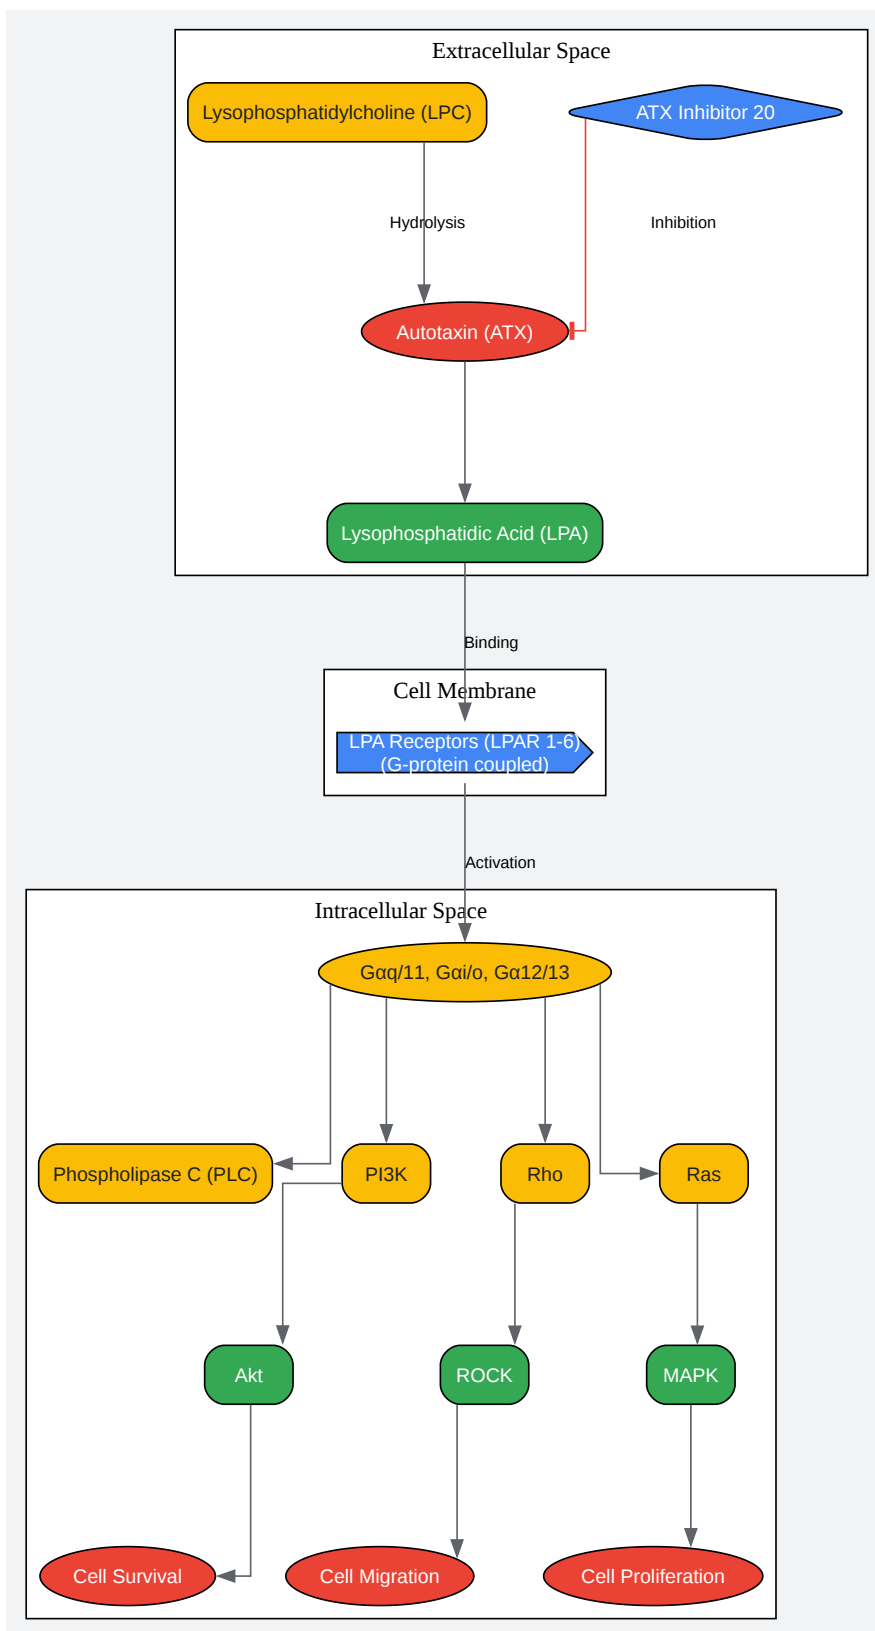 Extracellular Space
Lysophosphatidylcholine (LPC)
ATX Inhibitor 20
Hydrolysis
Inhibition
Autotaxin (ATX)
Lysophosphatidic Acid (LPA)
Binding
Cell Membrane
LPA Receptors (LPAR 1-6)
(G-protein coupled)
Activation
Intracellular Space
Gαq/11, Gαi/o, Gα12/13
Phospholipase C (PLC)
PI3K
Rho
Ras
Akt
ROCK
MAPK
Cell Survival
Cell Migration
Cell Proliferation